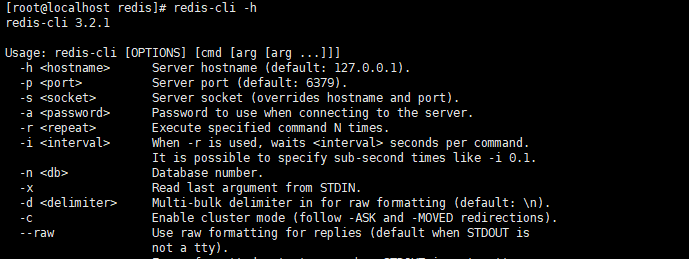 [root@localhost redis]# redis-cli -h
redis-cli 3.2.1

Usage: redis-cli [OPTIONS] [cmd [arg [arg ...]]]
  -h <hostname>      Server hostname (default: 127.0.0.1).
  -p <port>          Server port (default: 6379).
  -s <socket>        Server socket (overrides hostname and port).
  -a <password>      Password to use when connecting to the server.
  -r <repeat>        Execute specified command N times.
  -i <interval>      When -r is used, waits <interval> seconds per command.
                     It is possible to specify sub-second times like -i 0.1.
  -n <db>            Database number.
  -x                 Read last argument from STDIN.
  -d <delimiter>     Multi-bulk delimiter in for raw formatting (default: \n).
  -c                 Enable cluster mode (follow -ASK and -MOVED redirections).
  --raw              Use raw formatting for replies (default when STDOUT is
                     not a tty).